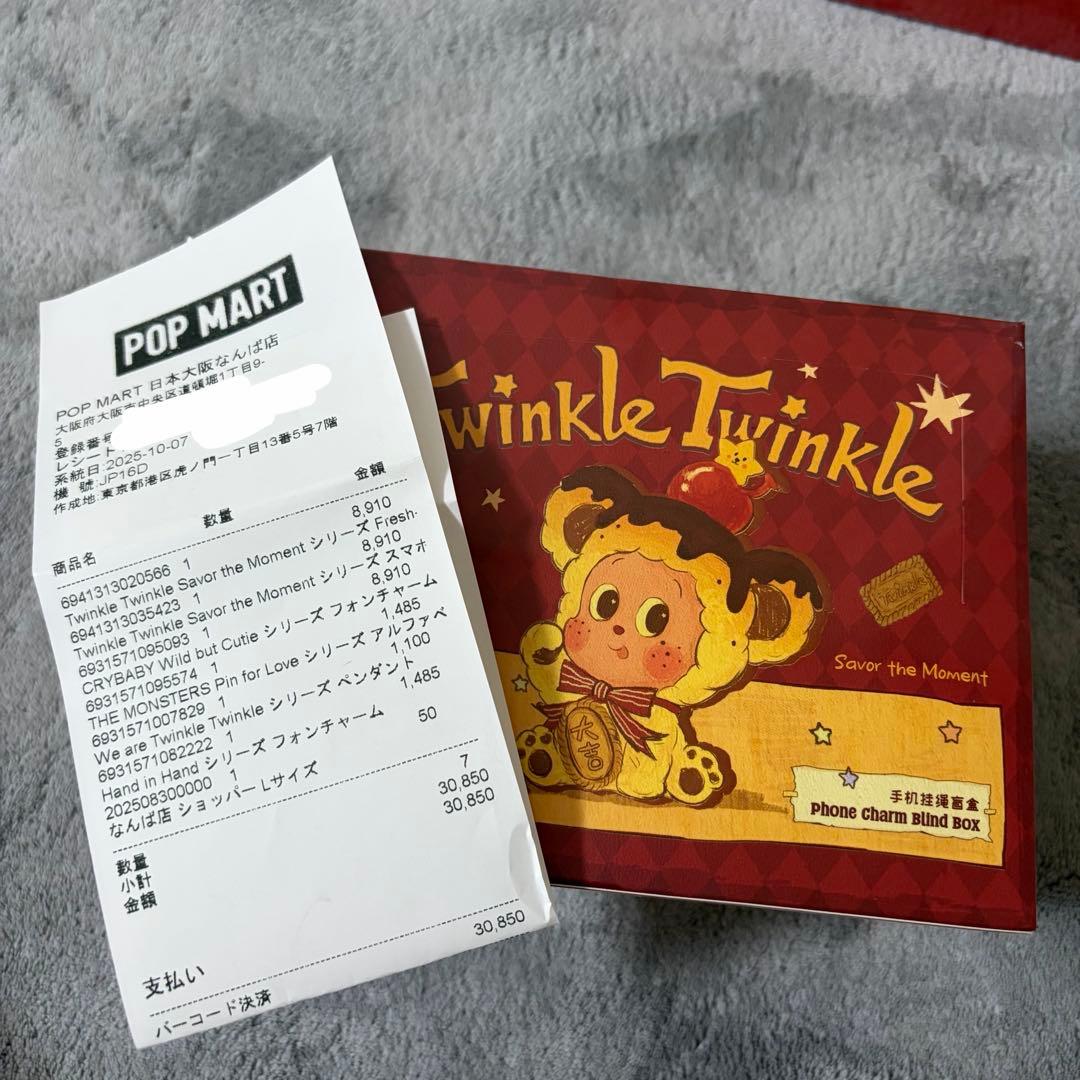 POP MART
POP MART 日本大阪なんば店
大阪府大阪市中央区道頓堀1丁目9-
5
登録番号
レシート
系統日:2025-10-07
機 號:JP16D
作成地:東京都港区虎ノ門一丁目13番5号7階
商品名 数量 金額
6941313020566 1 8,910
Twinkle Twinkle Savor the Moment シリーズ Fresh-
6941313035423 1 8,910
Twinkle Twinkle Savor the Moment シリーズ スマホ
6931571095093 1 8,910
CRYBABY Wild but Cutie シリーズ フォンチャーム
6931571095574 1 1,485
THE MONSTERS Pin for Love シリーズ アルファベ
6931571007829 1 1,100
We are Twinkle Twinkle シリーズ ペンダント
6931571082222 1 1,485
Hand in Hand シリーズ フォンチャーム
202508300000 1 50
なんば店 ショッパー Lサイズ
数量 7
小計 30,850
金額 30,850
支払い
30,850
バーコード決済
Twinkle Twinkle
Twinkle
Savor the Moment
大吉
手机挂绳盲盒
Phone Charm Blind Box